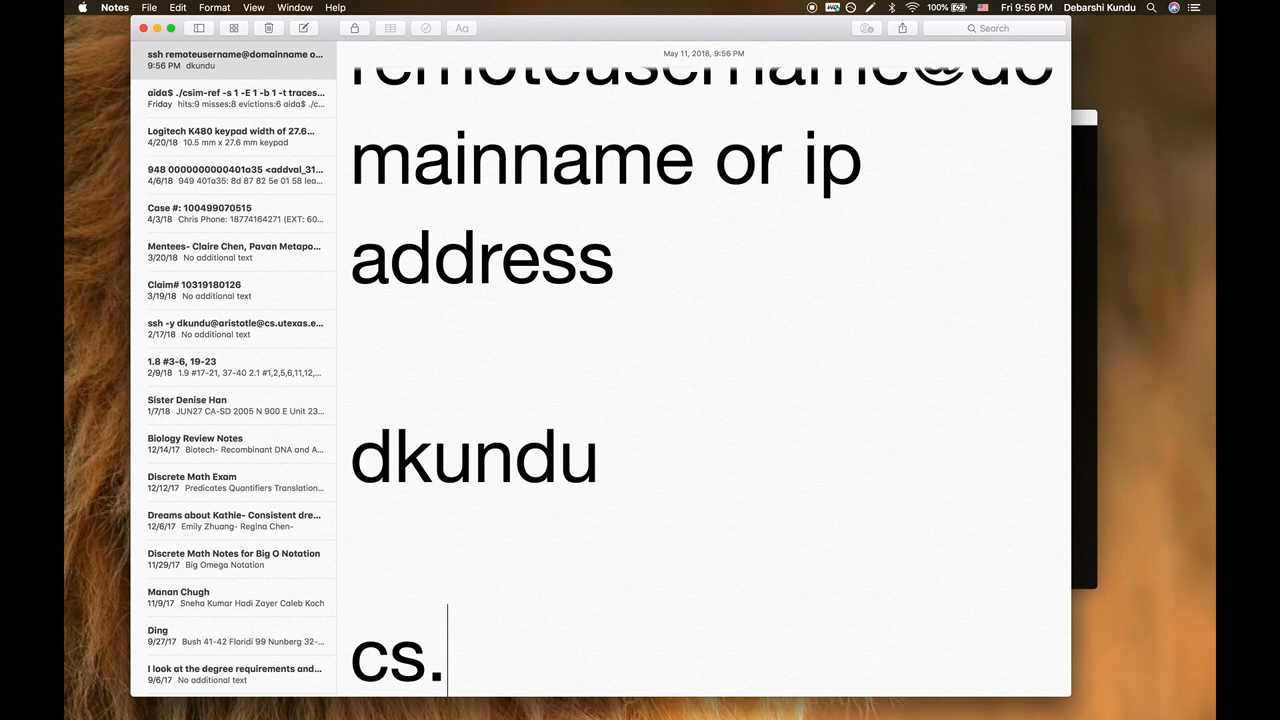 Notes File Edit Format View Window Help
100% Fri 9:56 PM Debarshi Kundu
Aa
Search
ssh remoteusername@domainname o...
9:56 PM dkundu
aida$ ./csim-ref -s 1 -E 1 -b 1 -t traces...
Friday hits:9 misses:8 evictions:6 aida$ ./c...
Logitech K480 keypad width of 27.6...
4/20/18 10.5 mm x 27.6 mm keypad
948 0000000000401a35 <addval_31...
4/6/18 949 401a35: 8d 87 82 5e 01 58 lea...
Case #: 100499070515
4/3/18 Chris Phone: 18774164271 (EXT: 60...
Mentees- Claire Chen, Pavan Metapo...
3/20/18 No additional text
Claim# 10319180126
3/19/18 No additional text
ssh -y dkundu@aristotle@cs.utexas.e...
2/17/18 No additional text
1.8 #3-6, 19-23
2/9/18 1.9 #17-21, 37-40 2.1 #1,2,5,6,11,12,...
Sister Denise Han
1/7/18 JUN27 CA-SD 2005 N 900 E Unit 23...
Biology Review Notes
12/14/17 Biotech- Recombinant DNA and A...
Discrete Math Exam
12/12/17 Predicates Quantifiers Translation...
Dreams about Kathie- Consistent dre...
12/6/17 Emily Zhuang- Regina Chen-
Discrete Math Notes for Big O Notation
11/29/17 Big Omega Notation
Manan Chugh
11/9/17 Sneha Kumar Hadi Zayer Caleb Koch
Ding
9/27/17 Bush 41-42 Floridi 99 Nunberg 32-...
I look at the degree requirements and...
9/6/17 No additional text
May 11, 2018, 9:56 PM
remoteusername@do
mainname or ip
address
dkundu
cs.